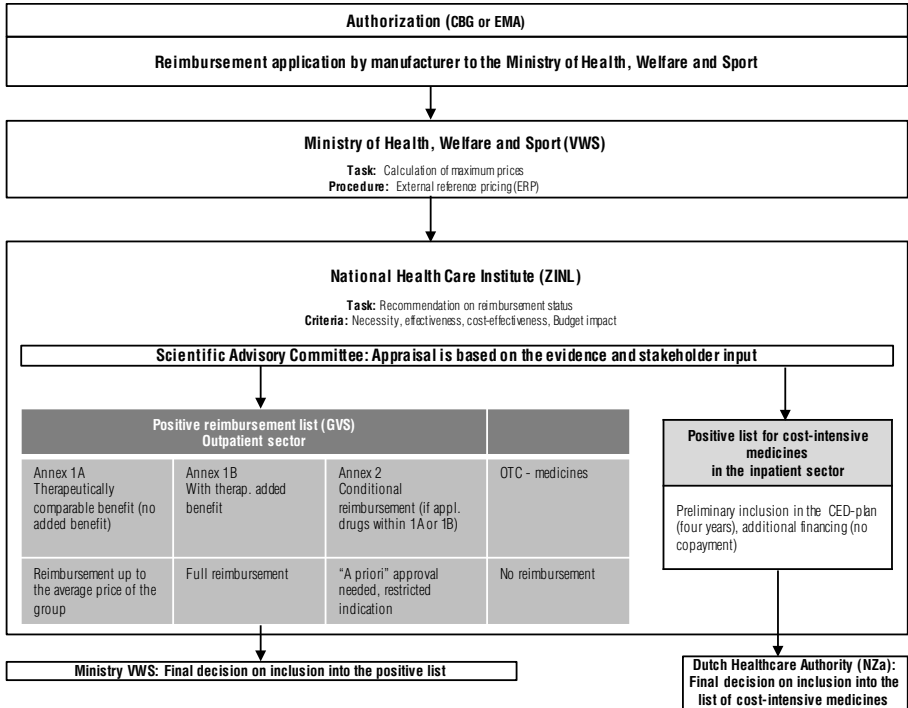 Authorization (CBG or EMA)
Reimbursement application by manufacturer to the Ministry of Health, Welfare and Sport
Ministry of Health, Welfare and Sport (VWS)
Task: Calculation of maximum prices
Procedure: External reference pricing (ERP)
National Health Care Institute (ZINL)
Task: Recommendation on reimbursement status
Criteria: Necessity, effectiveness, cost-effectiveness, Budget impact
Scientific Advisory Committee: Appraisal is based on the evidence and stakeholder input
Positive reimbursement list (GVS)
Outpatient sector
Annex 1A
Therapeutically
comparable benefit (no
added benefit)
Annex 1B
With therap. added
benefit
Annex 2
Conditional
reimbursement (if appl.
drugs within 1A or 1B)
OTC - medicines
Reimbursement up to
the average price of the
group
Full reimbursement
“A priori” approval
needed, restricted
indication
No reimbursement
Positive list for cost-intensive
medicines
in the inpatient sector
Preliminary inclusion in the CED-plan
(four years), additional financing (no
copayment)
Ministry VWS: Final decision on inclusion into the positive list
Dutch Healthcare Authority (NZa):
Final decision on inclusion into the
list of cost-intensive medicines